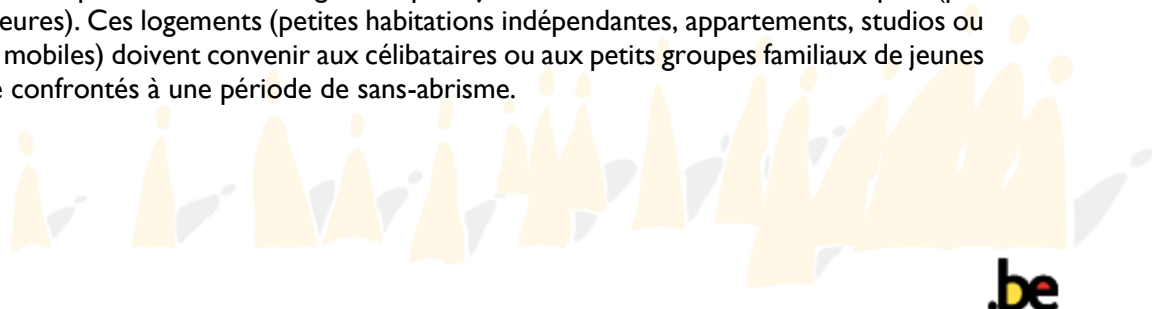 eures). Ces logements (petites habitations indépendantes, appartements, studios ou
mobiles) doivent convenir aux célibataires ou aux petits groupes familiaux de jeunes
confrontés à une période de sans-abrisme.
.be